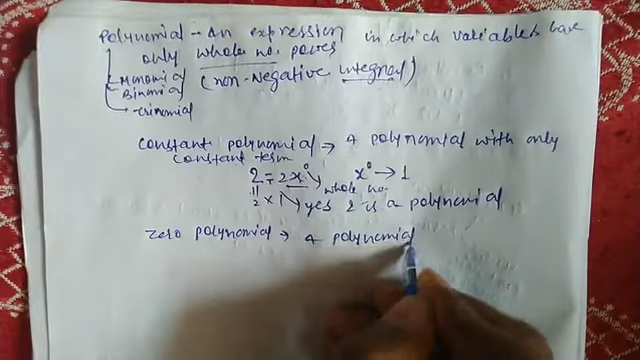 Polynomial → An expression in which variables have
only whole no. powes
→ Monomial
→ Binomial
→ trinomial
(non-Negative integral)
constant polynomial → A polynomial with only
constant term
2 = 2x⁰ x⁰ → 1
whole no.
2 × 1 yes 2 is a polynomial
Zero polynomial → A polynomial